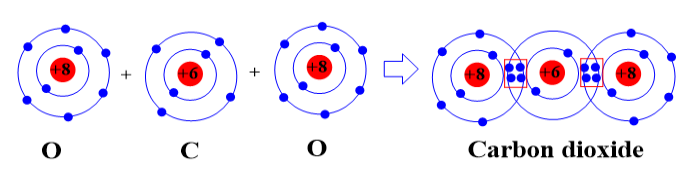 +8 + +6 + +8 +8 +6 +8
O C O Carbon dioxide